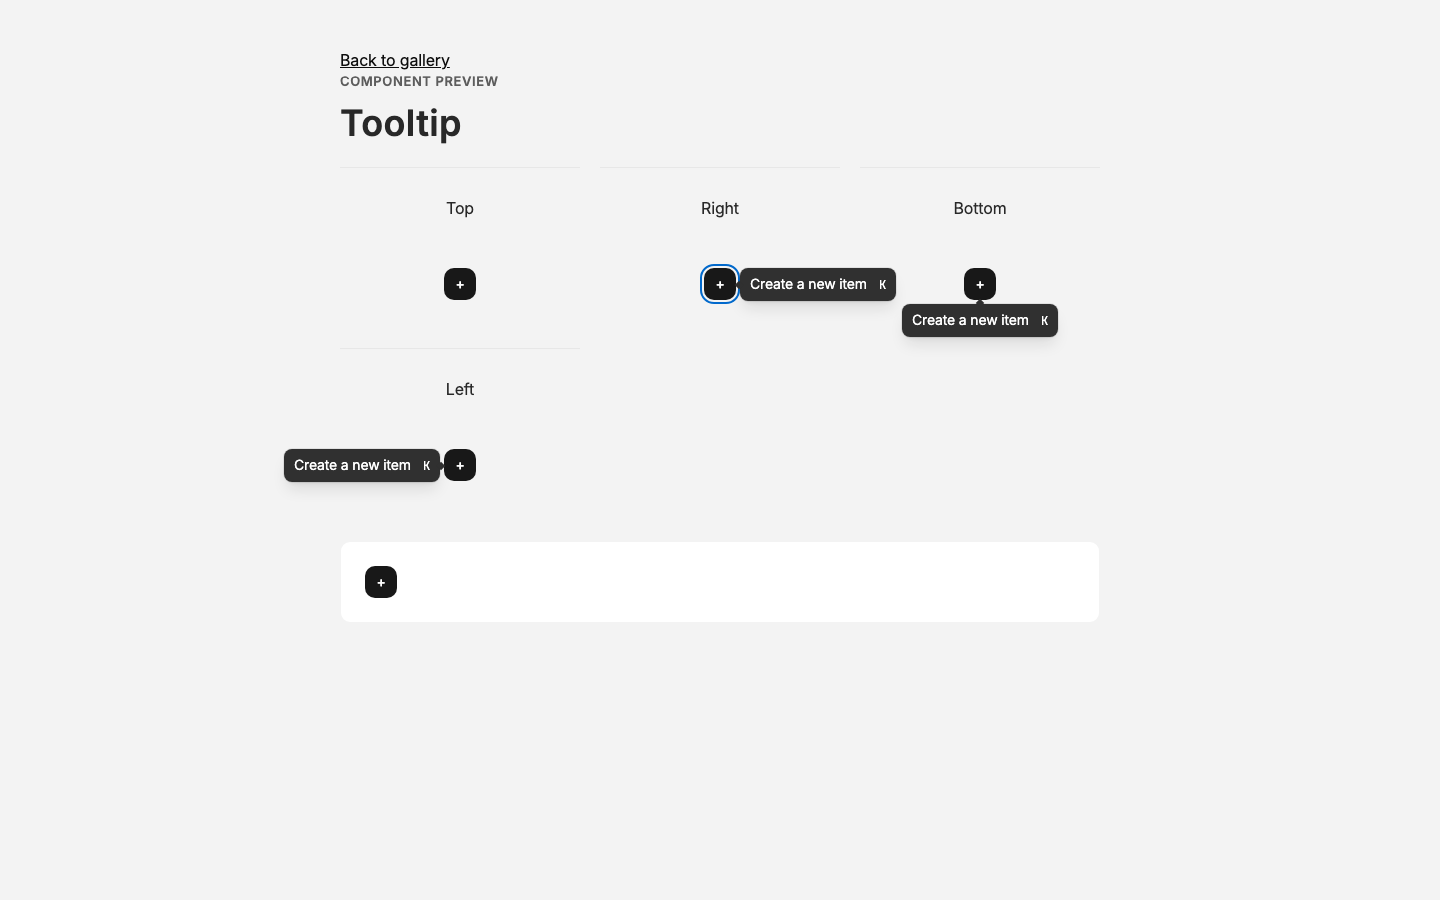 Back to gallery
COMPONENT PREVIEW
Tooltip
Top
Right
Bottom
+
+
Create a new item K
+
Create a new item K
Left
Create a new item K
+
+